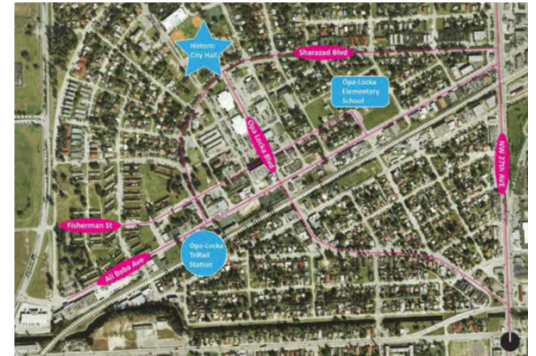 Historic
City Hall
Sharazad Blvd
Opa-Locka
Elementary
School
Opa Locka Blvd
NW 27th Ave
Fisherman St
Opa-Locka
TriRail
Station
Ali Baba Ave